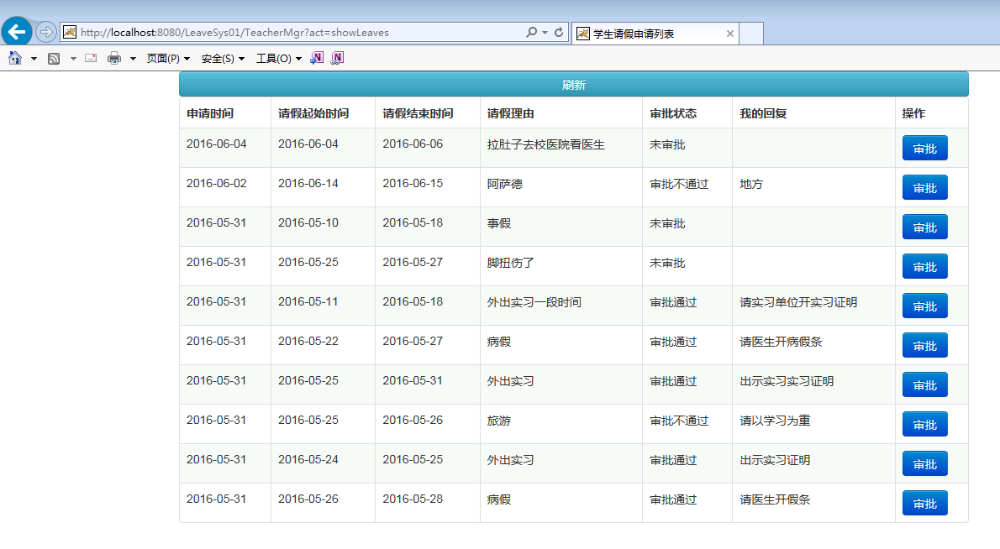 http://localhost:8080/LeaveSys01/TeacherMgr?act=showLeaves 学生请假申请列表
页面(P) 安全(S) 工具(O)
刷新
申请时间 请假起始时间 请假结束时间 请假理由 审批状态 我的回复 操作
2016-06-04 2016-06-04 2016-06-06 拉肚子去校医院看医生 未审批 审批
2016-06-02 2016-06-14 2016-06-15 阿萨德 审批不通过 地方 审批
2016-05-31 2016-05-10 2016-05-18 事假 未审批 审批
2016-05-31 2016-05-25 2016-05-27 脚扭伤了 未审批 审批
2016-05-31 2016-05-11 2016-05-18 外出实习一段时间 审批通过 请实习单位开实习证明 审批
2016-05-31 2016-05-22 2016-05-27 病假 审批通过 请医生开病假条 审批
2016-05-31 2016-05-25 2016-05-31 外出实习 审批通过 出示实习实习证明 审批
2016-05-31 2016-05-25 2016-05-26 旅游 审批不通过 请以学习为重 审批
2016-05-31 2016-05-24 2016-05-25 外出实习 审批通过 出示实习证明 审批
2016-05-31 2016-05-26 2016-05-28 病假 审批通过 请医生开假条 审批